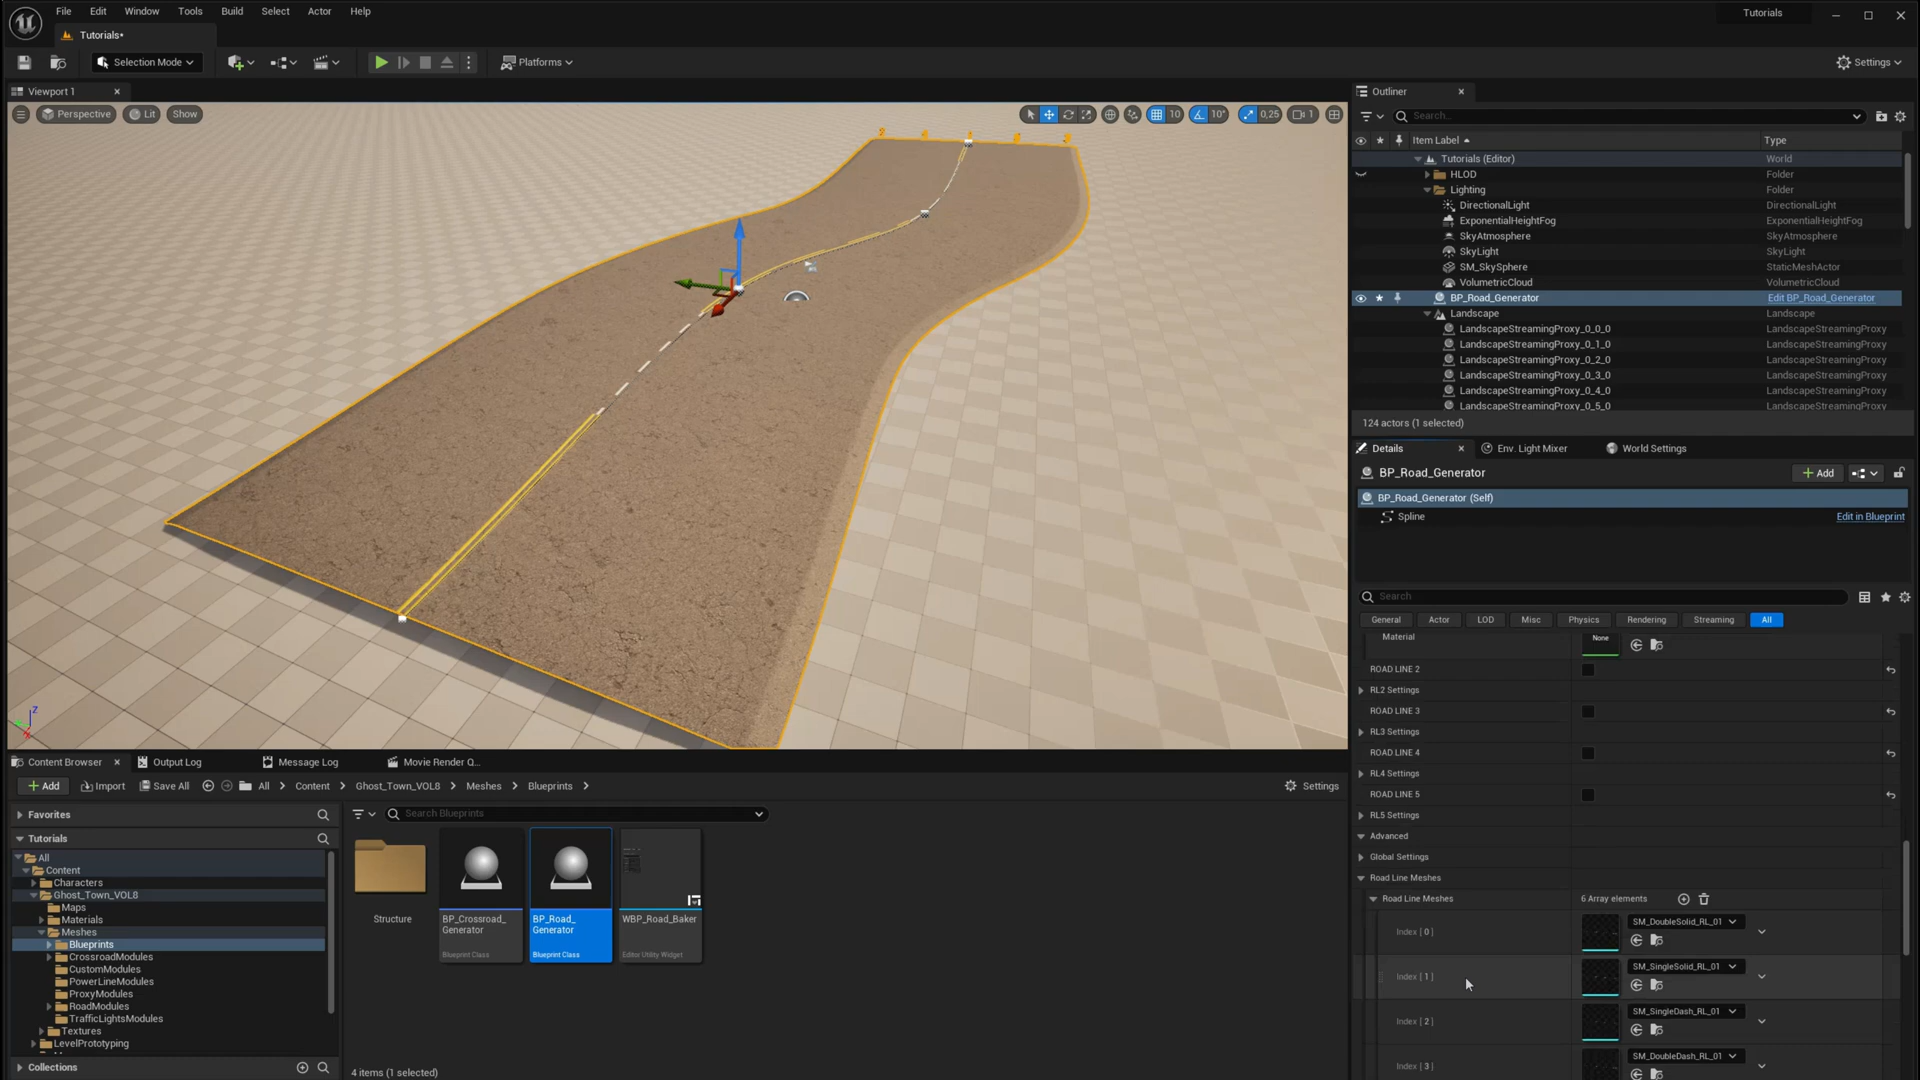 File Edit Window Tools Build Select Actor Help
Tutorials
Tutorials•
Selection Mode
Platforms
Settings
Viewport 1
Perspective Lit Show
10 10° 0,25 1
2
Outliner
Search...
Item Label Type
Tutorials (Editor) World
HLOD Folder
Lighting Folder
DirectionalLight DirectionalLight
ExponentialHeightFog ExponentialHeightFog
SkyAtmosphere SkyAtmosphere
SkyLight SkyLight
SM_SkySphere StaticMeshActor
VolumetricCloud VolumetricCloud
BP_Road_Generator Edit BP_Road_Generator
Landscape Landscape
LandscapeStreamingProxy_0_0_0 LandscapeStreamingProxy
LandscapeStreamingProxy_0_1_0 LandscapeStreamingProxy
LandscapeStreamingProxy_0_2_0 LandscapeStreamingProxy
LandscapeStreamingProxy_0_3_0 LandscapeStreamingProxy
LandscapeStreamingProxy_0_4_0 LandscapeStreamingProxy
LandscapeStreamingProxy_0_5_0 LandscapeStreamingProxy
124 actors (1 selected)
Details Env. Light Mixer World Settings
BP_Road_Generator
Add
BP_Road_Generator (Self)
Spline Edit in Blueprint
Search
General Actor LOD Misc Physics Rendering Streaming All
Material None
ROAD LINE 2
RL2 Settings
ROAD LINE 3
RL3 Settings
ROAD LINE 4
RL4 Settings
ROAD LINE 5
RL5 Settings
Advanced
Global Settings
Road Line Meshes
Road Line Meshes 6 Array elements
Index [ 0 ] SM_DoubleSolid_RL_01
Index [ 1 ] SM_SingleSolid_RL_01
Index [ 2 ] SM_SingleDash_RL_01
Index [ 3 ] SM_DoubleDash_RL_01
Z
Content Browser Output Log Message Log Movie Render Q...
Add Import Save All All Content Ghost_Town_VOL8 Meshes Blueprints Settings
Favorites
Tutorials
All
Content
Characters
Ghost_Town_VOL8
Maps
Materials
Meshes
Blueprints
CrossroadModules
CustomModules
PowerLineModules
ProxyModules
RoadModules
TrafficLightsModules
Textures
LevelPrototyping
Collections
Search Blueprints
Structure
BP_Crossroad_
Generator
Blueprint Class
BP_Road_
Generator
Blueprint Class
WBP_Road_Baker
Editor Utility Widget
4 items (1 selected)